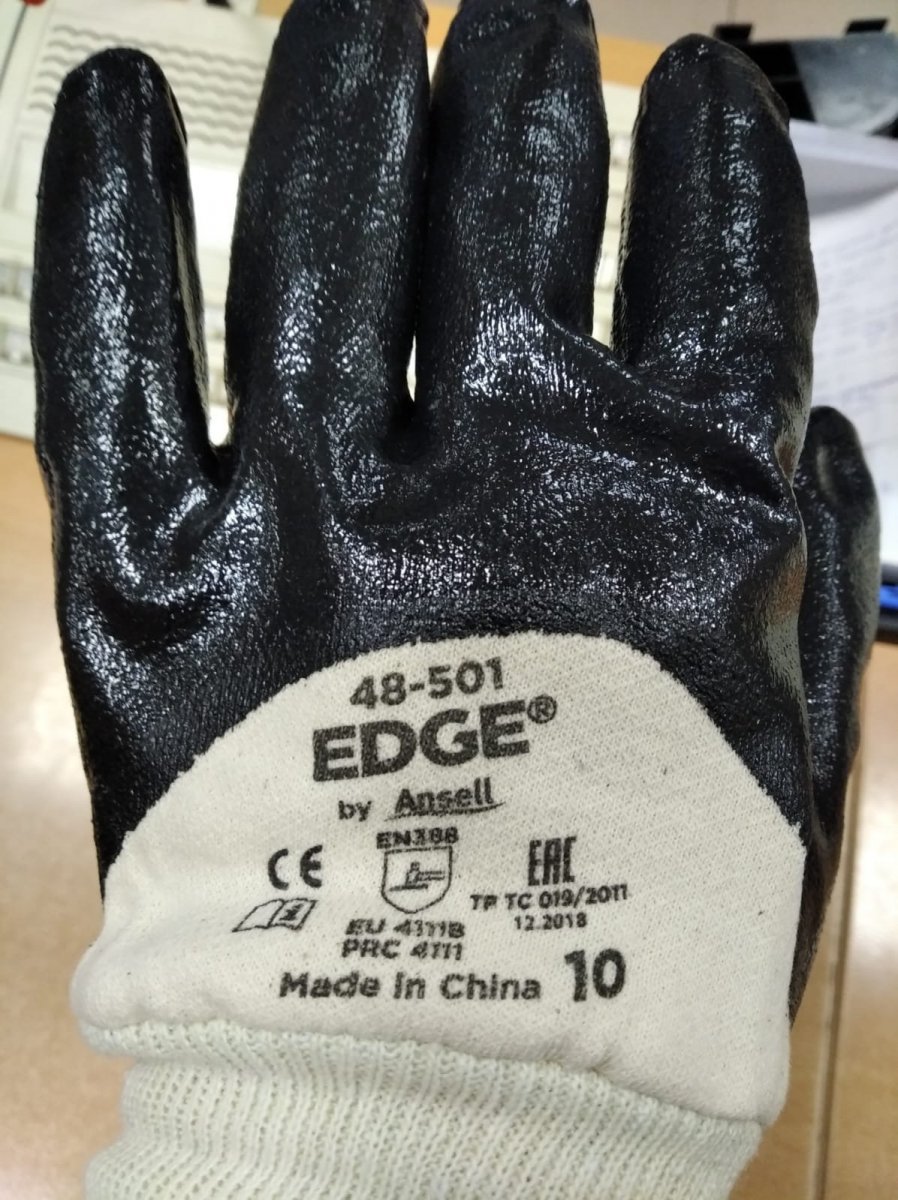 48-501
EDGE®
by Ansell
EN388
CE
EAC
TP TC 019/2011
12.2018
EU 4111B
PRC 4111
Made in China 10